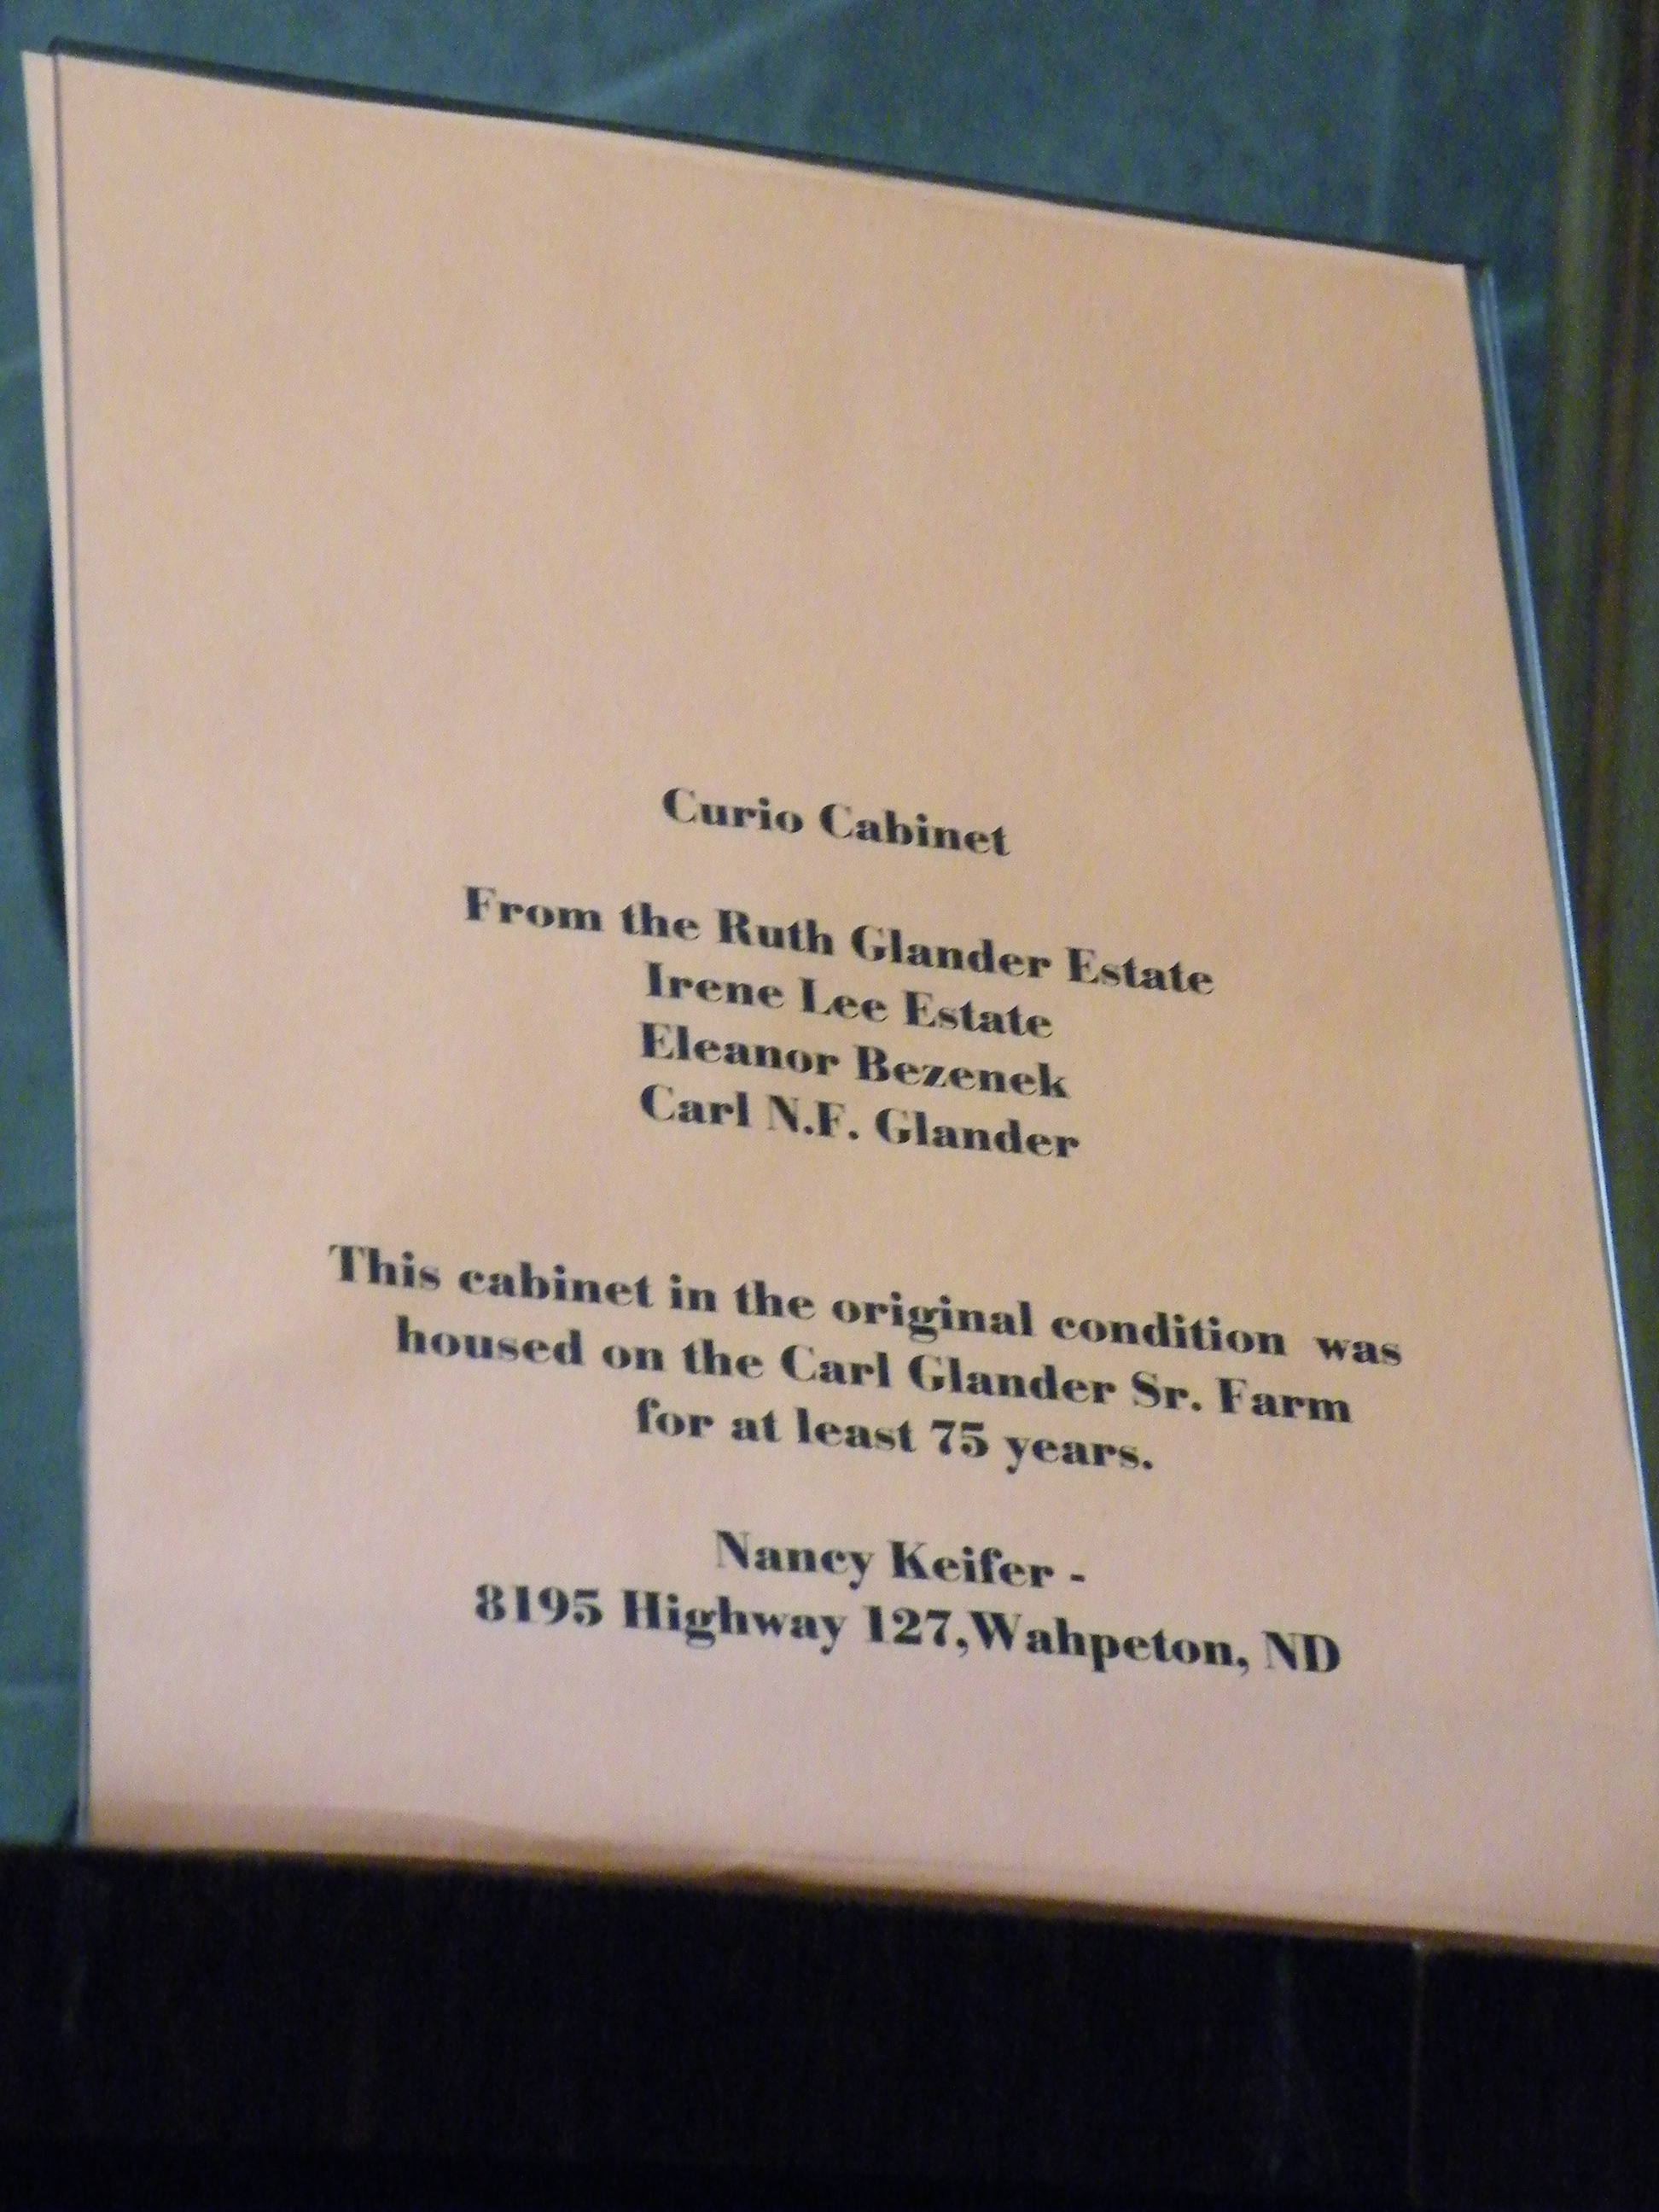 Curio Cabinet
From the Ruth Glander Estate
Irene Lee Estate
Eleanor Bezenek
Carl N.F. Glander
This cabinet in the original condition was
housed on the Carl Glander Sr. Farm
for at least 75 years.
Nancy Keifer -
8195 Highway 127,Wahpeton, ND